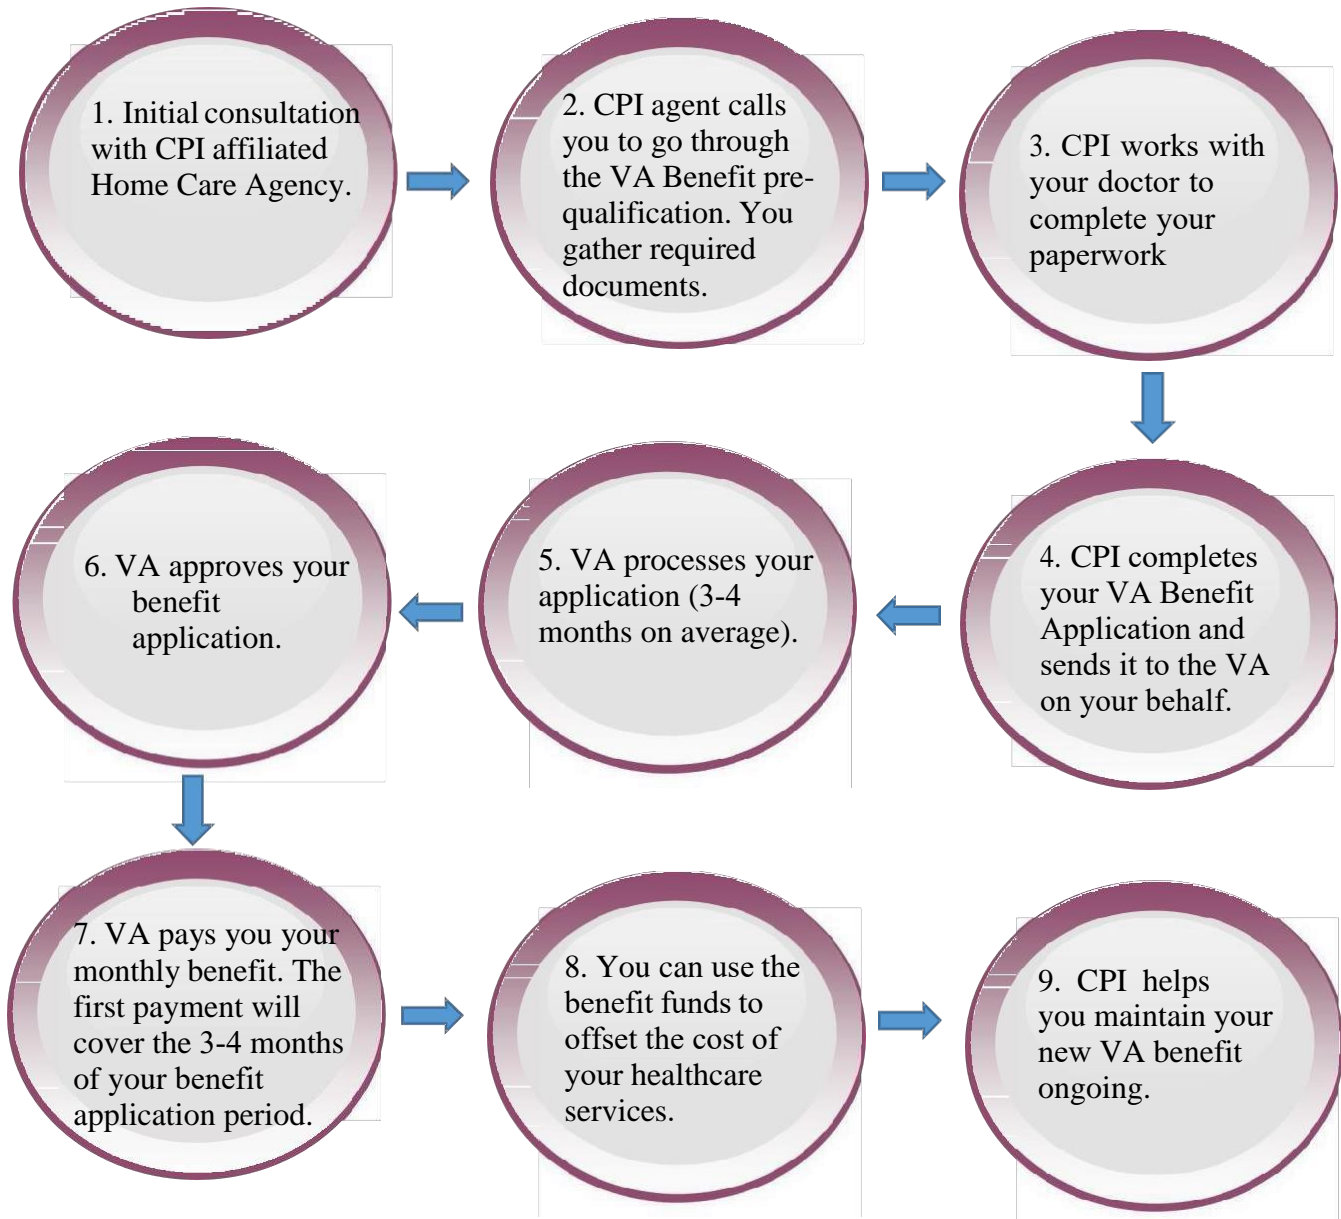 1. Initial consultation
with CPI affiliated
Home Care Agency.
2. CPI agent calls
you to go through
the VA Benefit pre-
qualification. You
gather required
documents.
3. CPI works with
your doctor to
complete your
paperwork
4. CPI completes
your VA Benefit
Application and
sends it to the VA
on your behalf.
5. VA processes your
application (3-4
months on average).
6. VA approves your
benefit
application.
7. VA pays you your
monthly benefit. The
first payment will
cover the 3-4 months
of your benefit
application period.
8. You can use the
benefit funds to
offset the cost of
your healthcare
services.
9. CPI helps
you maintain your
new VA benefit
ongoing.